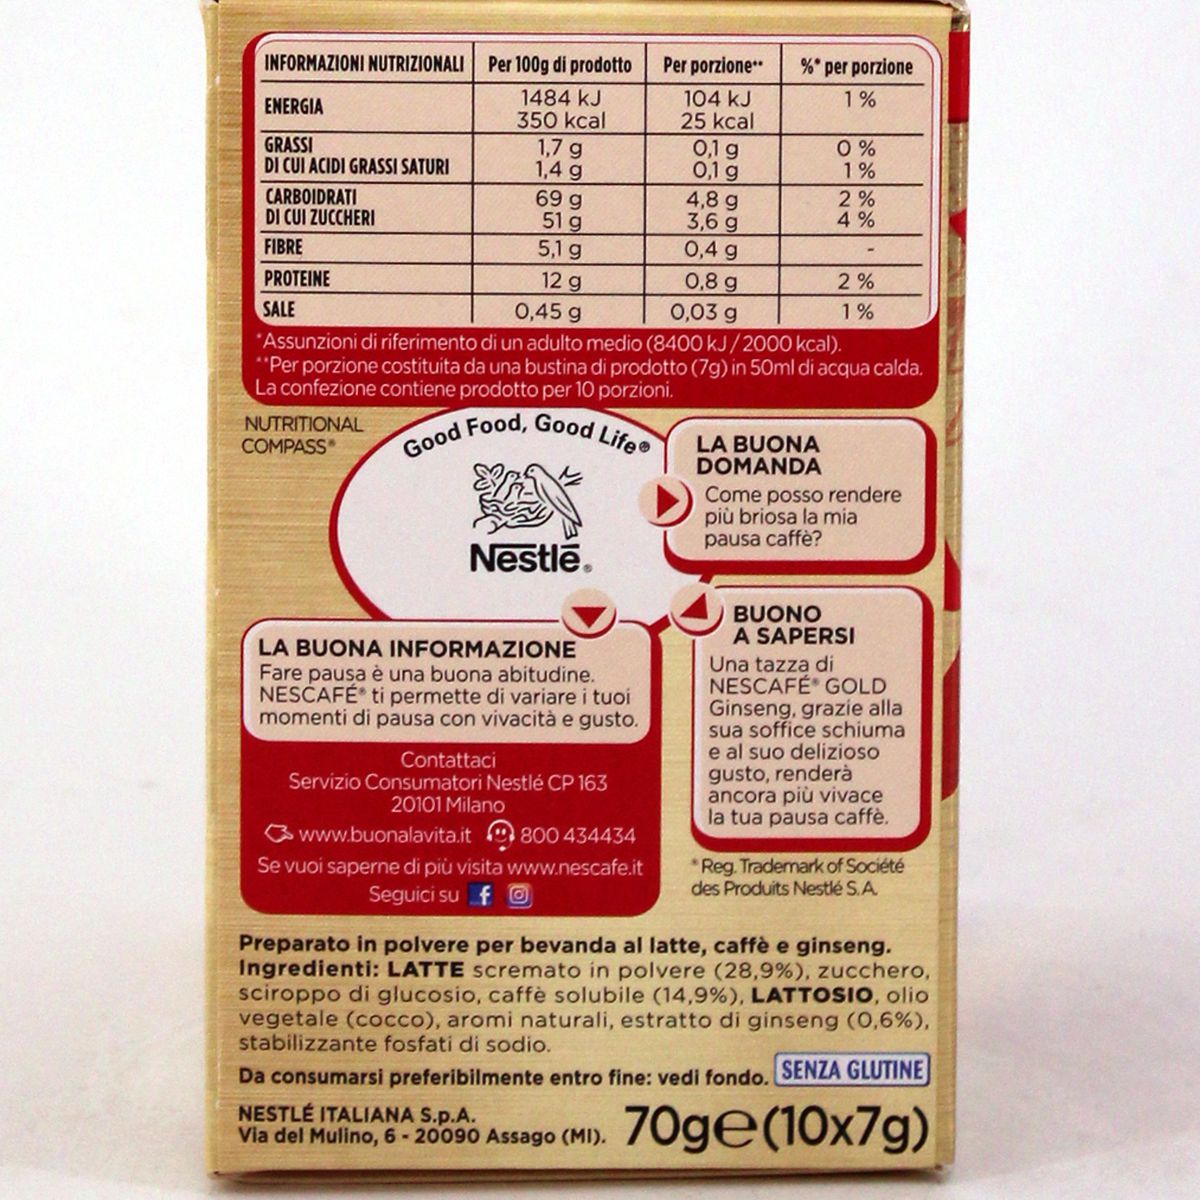 INFORMAZIONI NUTRIZIONALI Per 100g di prodotto Per porzione** %* per porzione
ENERGIA 1484 kJ 104 kJ 1 %
350 kcal 25 kcal
GRASSI 1,7 g 0,1 g 0 %
DI CUI ACIDI GRASSI SATURI 1,4 g 0,1 g 1 %
CARBOIDRATI 69 g 4,8 g 2 %
DI CUI ZUCCHERI 51 g 3,6 g 4 %
FIBRE 5,1 g 0,4 g -
PROTEINE 12 g 0,8 g 2 %
SALE 0,45 g 0,03 g 1 %
*Assunzioni di riferimento di un adulto medio (8400 kJ / 2000 kcal).
**Per porzione costituita da una bustina di prodotto (7g) in 50ml di acqua calda.
La confezione contiene prodotto per 10 porzioni.
NUTRITIONAL
COMPASS®
Good Food, Good Life®
Nestlé®
LA BUONA
DOMANDA
Come posso rendere
più briosa la mia
pausa caffè?
BUONO
A SAPERSI
Una tazza di
NESCAFÉ® GOLD
Ginseng, grazie alla
sua soffice schiuma
e al suo delizioso
gusto, renderà
ancora più vivace
la tua pausa caffè.
LA BUONA INFORMAZIONE
Fare pausa è una buona abitudine.
NESCAFÉ® ti permette di variare i tuoi
momenti di pausa con vivacità e gusto.
Contattaci
Servizio Consumatori Nestlé CP 163
20101 Milano
www.buonalavita.it 800 434434
Se vuoi saperne di più visita www.nescafe.it
Seguici su f
® Reg. Trademark of Société
des Produits Nestlé S.A.
Preparato in polvere per bevanda al latte, caffè e ginseng.
Ingredienti: LATTE scremato in polvere (28,9%), zucchero,
sciroppo di glucosio, caffè solubile (14,9%), LATTOSIO, olio
vegetale (cocco), aromi naturali, estratto di ginseng (0,6%),
stabilizzante fosfati di sodio.
Da consumarsi preferibilmente entro fine: vedi fondo. SENZA GLUTINE
NESTLÉ ITALIANA S.p.A.
Via del Mulino, 6 - 20090 Assago (MI). 70g℮(10x7g)